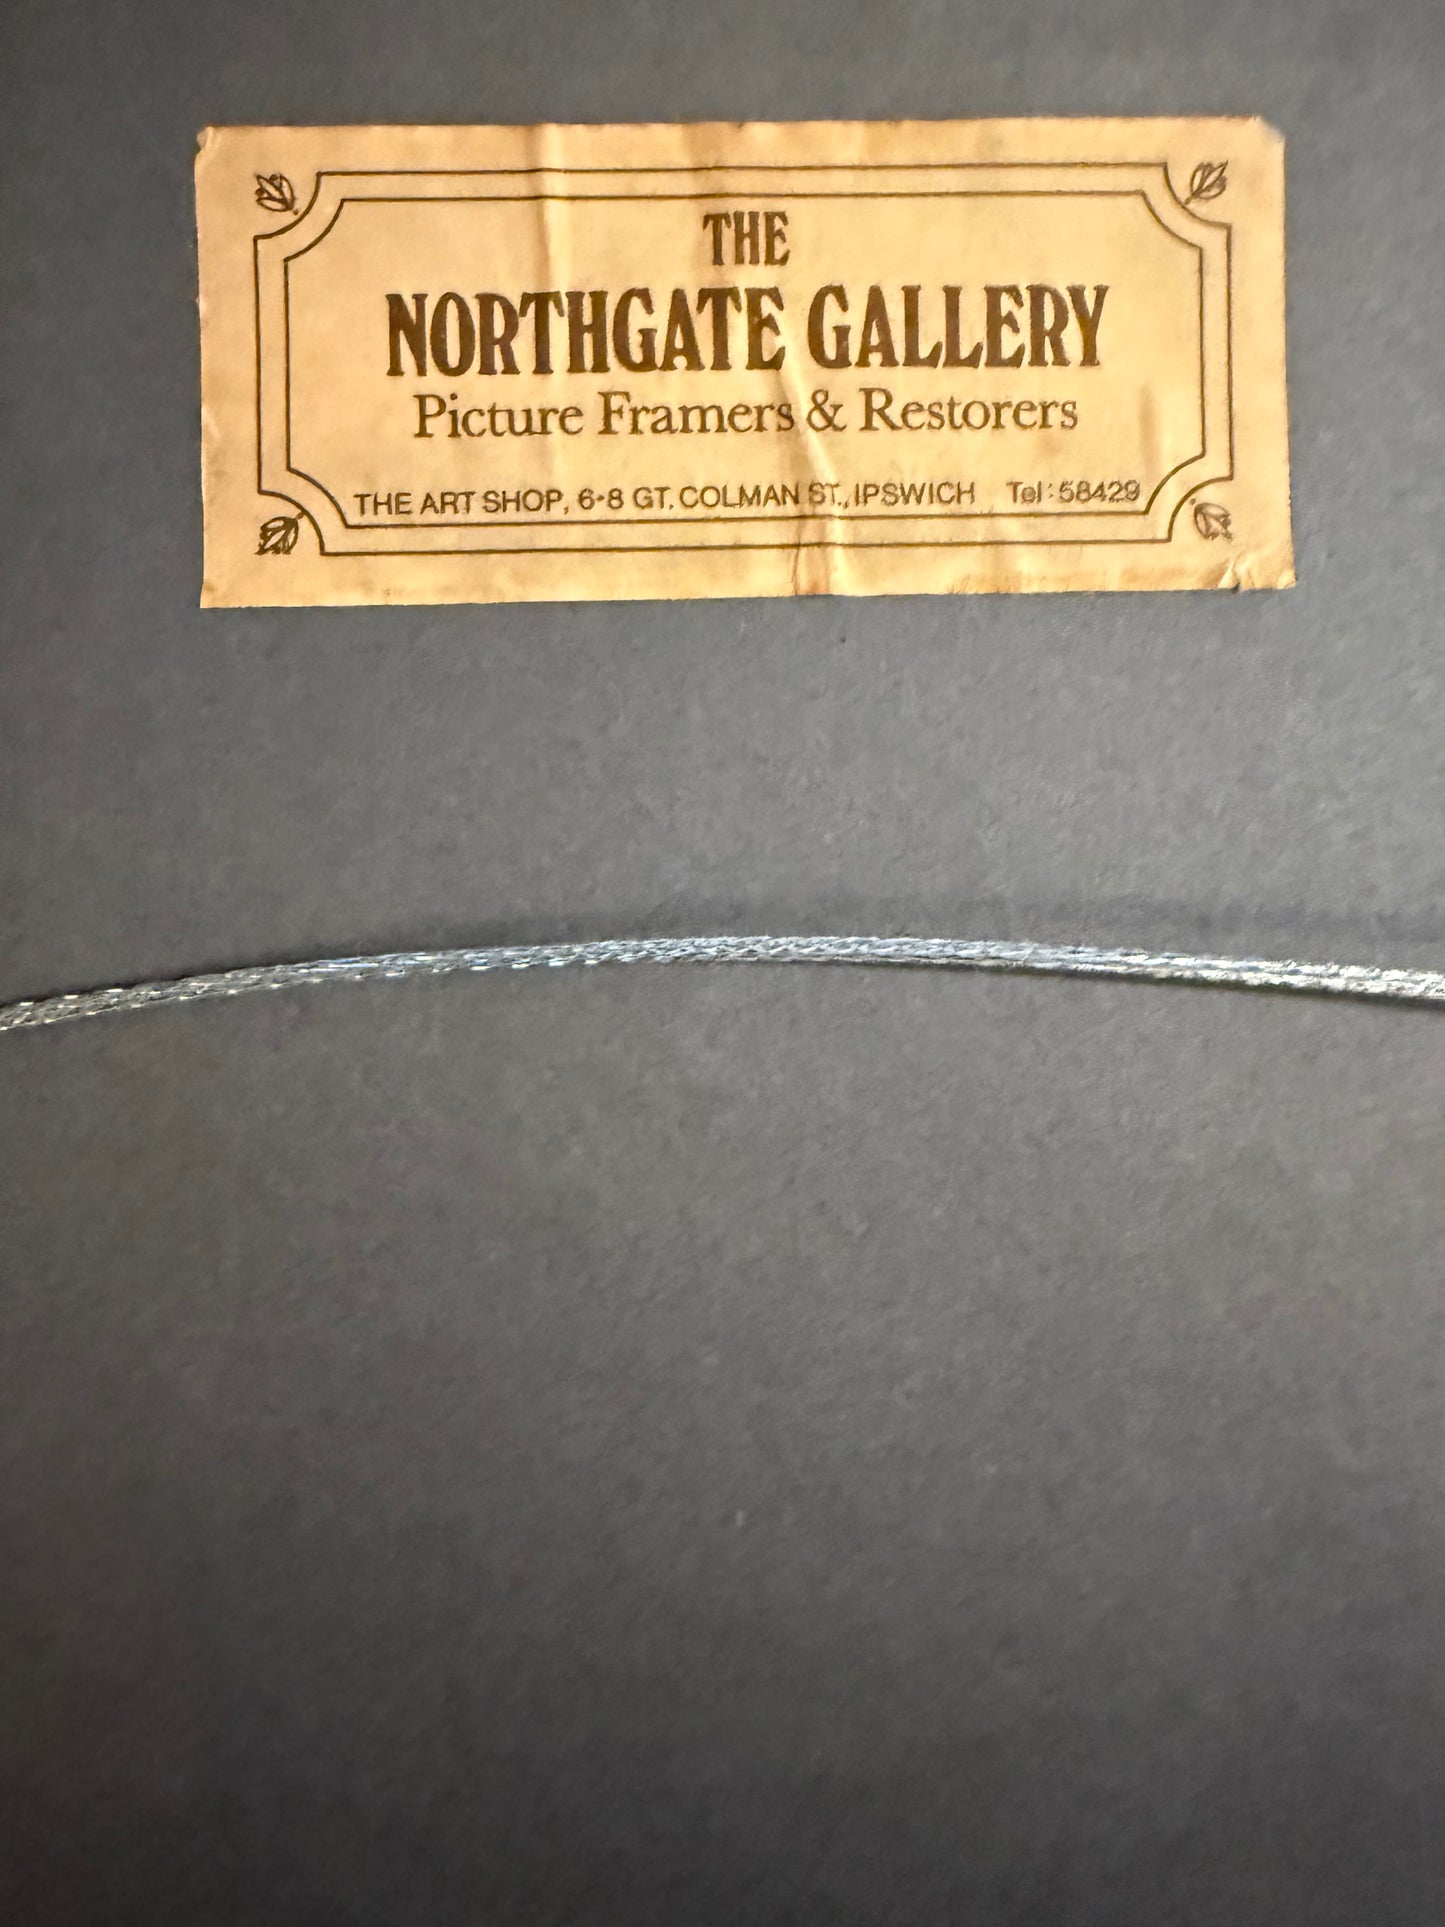 THE
NORTHGATE GALLERY
Picture Framers & Restorers
THE ART SHOP, 6-8 GT. COLMAN ST., IPSWICH Tel: 58429